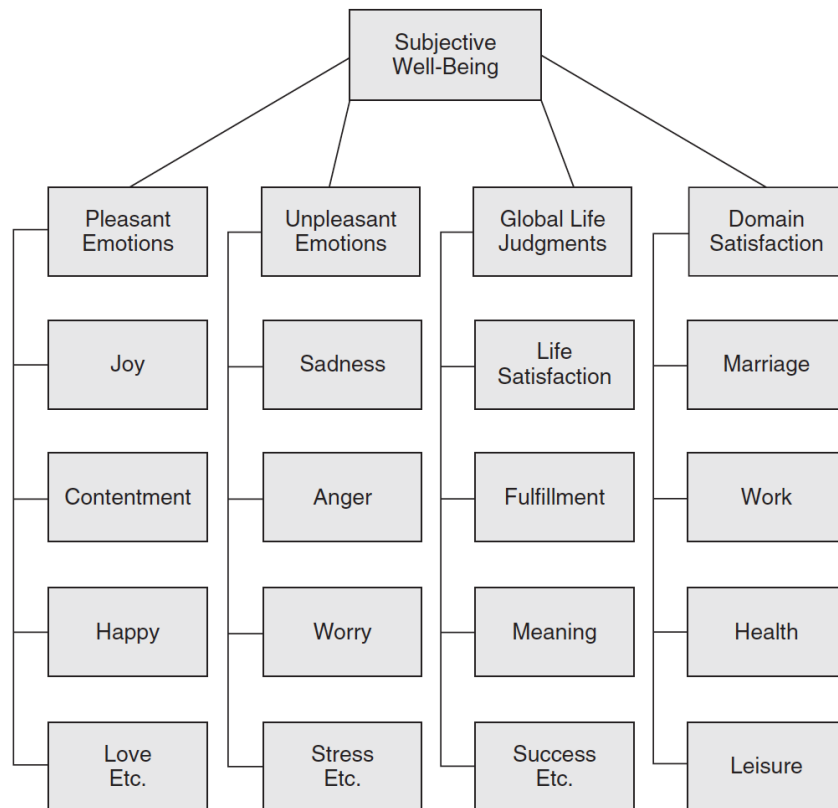 Subjective
Well-Being
Pleasant
Emotions
Unpleasant
Emotions
Global Life
Judgments
Domain
Satisfaction
Joy
Sadness
Life
Satisfaction
Marriage
Contentment
Anger
Fulfillment
Work
Happy
Worry
Meaning
Health
Love
Etc.
Stress
Etc.
Success
Etc.
Leisure